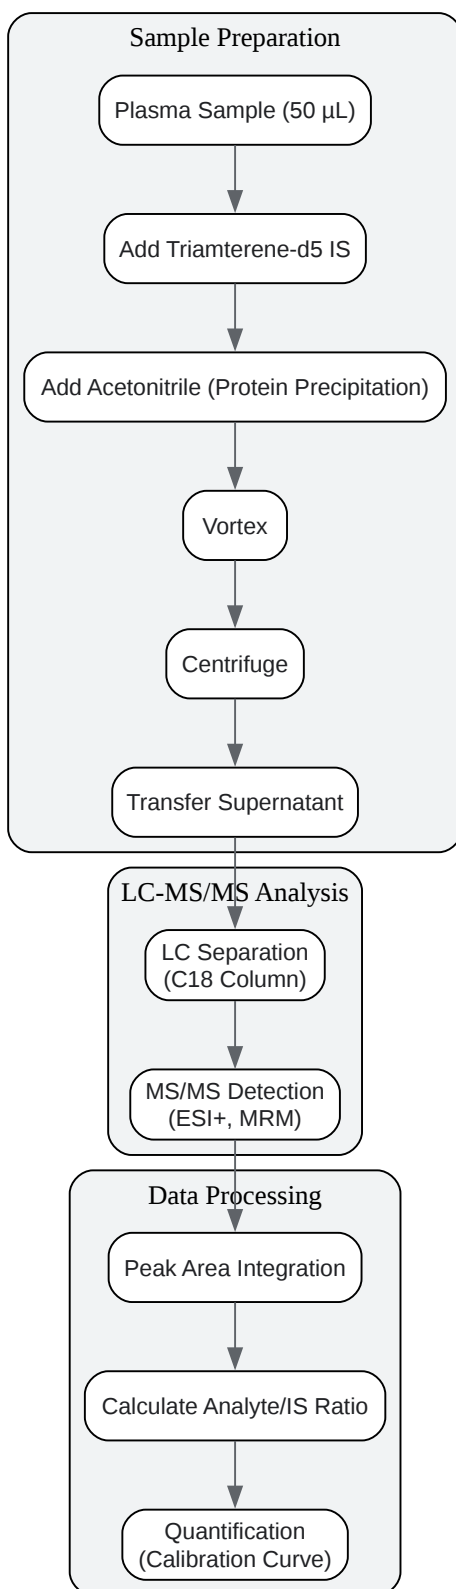 Sample Preparation
Plasma Sample (50 µL)
Add Triamterene-d5 IS
Add Acetonitrile (Protein Precipitation)
Vortex
Centrifuge
Transfer Supernatant
LC-MS/MS Analysis
LC Separation
(C18 Column)
MS/MS Detection
(ESI+, MRM)
Data Processing
Peak Area Integration
Calculate Analyte/IS Ratio
Quantification
(Calibration Curve)